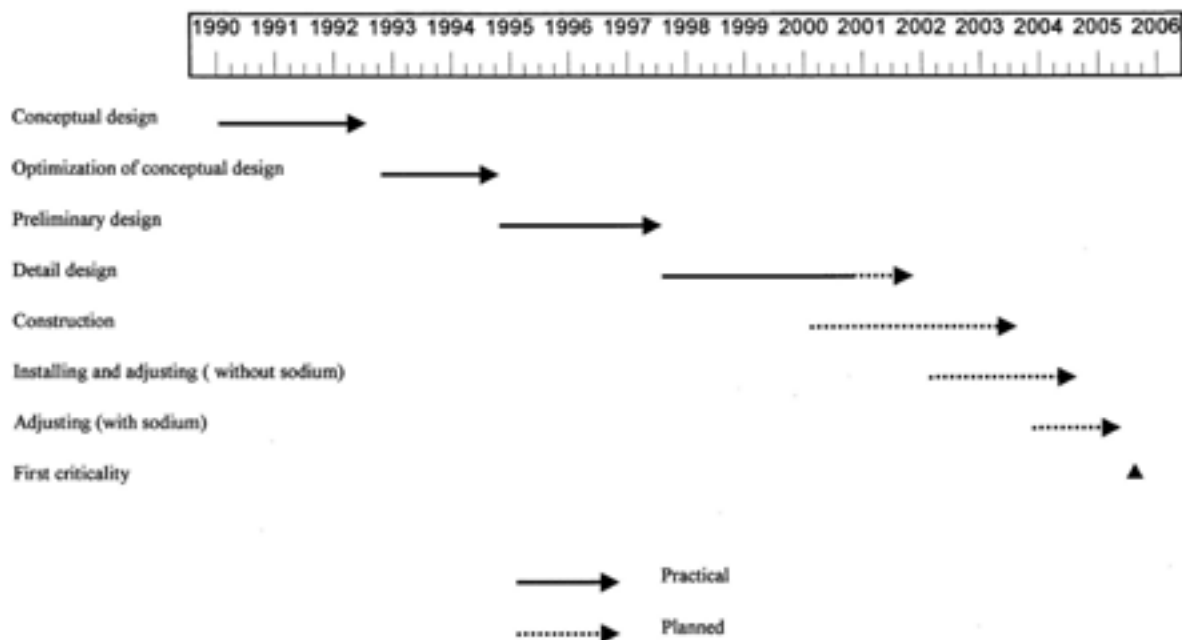 1990 1991 1992 1993 1994 1995 1996 1997 1998 1999 2000 2001 2002 2003 2004 2005 2006
Conceptual design
Optimization of conceptual design
Preliminary design
Detail design
Construction
Installing and adjusting ( without sodium)
Adjusting (with sodium)
First criticality
Practical
Planned